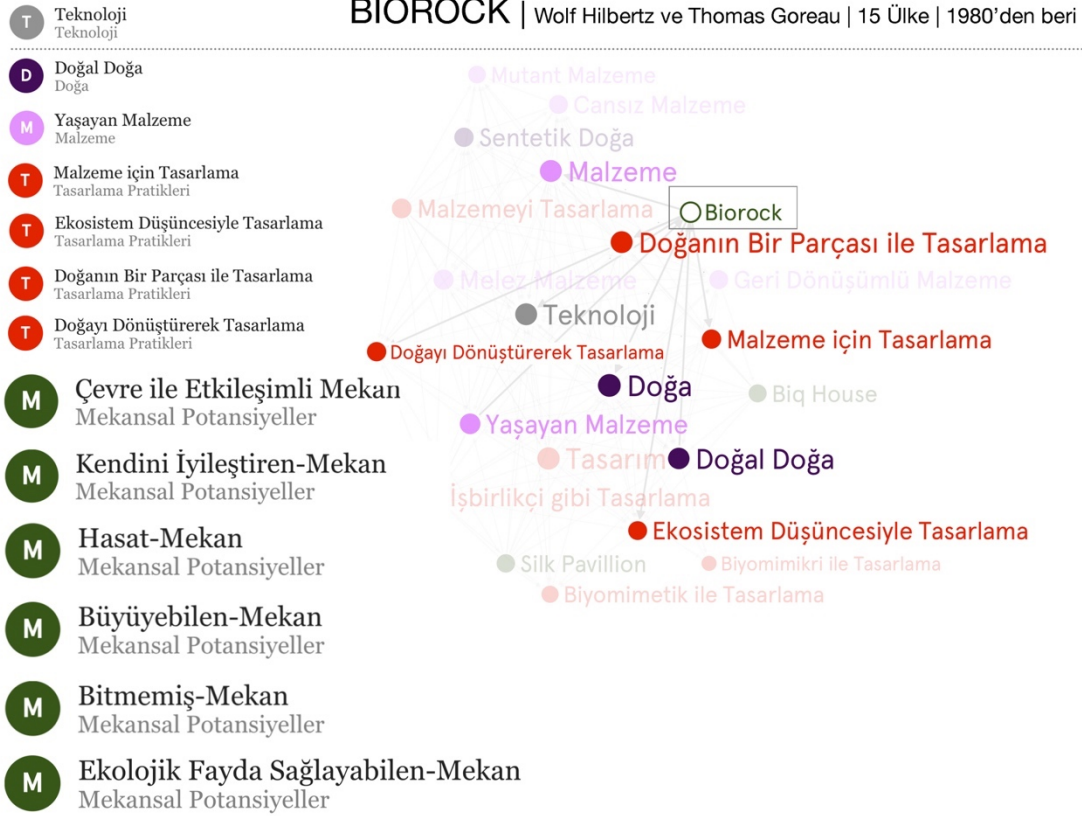 T
Teknoloji
Teknoloji
BIOROCK | Wolf Hilbertz ve Thomas Goreau | 15 Ülke | 1980’den beri
D
Doğal Doğa
Doğa
M
Yaşayan Malzeme
Malzeme
T
Malzeme için Tasarlama
Tasarlama Pratikleri
T
Ekosistem Düşüncesiyle Tasarlama
Tasarlama Pratikleri
T
Doğanın Bir Parçası ile Tasarlama
Tasarlama Pratikleri
T
Doğayı Dönüştürerek Tasarlama
Tasarlama Pratikleri
M
Çevre ile Etkileşimli Mekan
Mekansal Potansiyeller
M
Kendini İyileştiren-Mekan
Mekansal Potansiyeller
M
Hasat-Mekan
Mekansal Potansiyeller
M
Büyüyebilen-Mekan
Mekansal Potansiyeller
M
Bitmemiş-Mekan
Mekansal Potansiyeller
M
Ekolojik Fayda Sağlayabilen-Mekan
Mekansal Potansiyeller
Mutant Malzeme
Cansız Malzeme
Sentetik Doğa
Malzeme
Malzemeyi Tasarlama
Biorock
Doğanın Bir Parçası ile Tasarlama
Melez Malzeme
Geri Dönüşümlü Malzeme
Teknoloji
Malzeme için Tasarlama
Doğayı Dönüştürerek Tasarlama
Doğa
Biq House
Yaşayan Malzeme
Tasarım
Doğal Doğa
İşbirlikçi gibi Tasarlama
Ekosistem Düşüncesiyle Tasarlama
Silk Pavillion
Biyomimikri ile Tasarlama
Biyomimetik ile Tasarlama